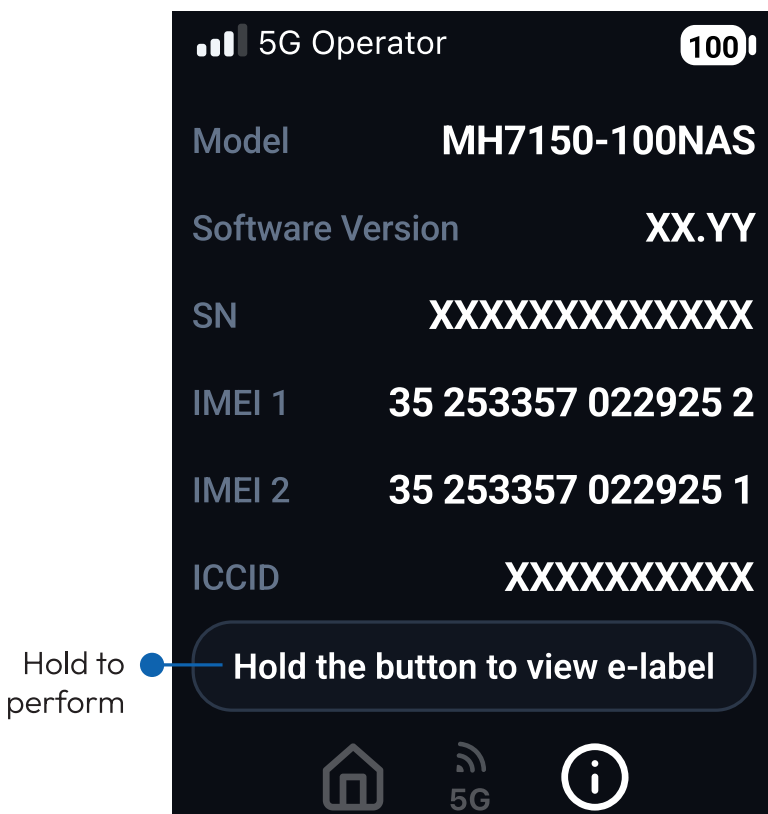 5G Operator 100
Model MH7150-100NAS
Software Version XX.YY
SN XXXXXXXXXXXXX
IMEI 1 35 253357 022925 2
IMEI 2 35 253357 022925 1
ICCID XXXXXXXXXX
Hold to
perform
Hold the button to view e-label
5G